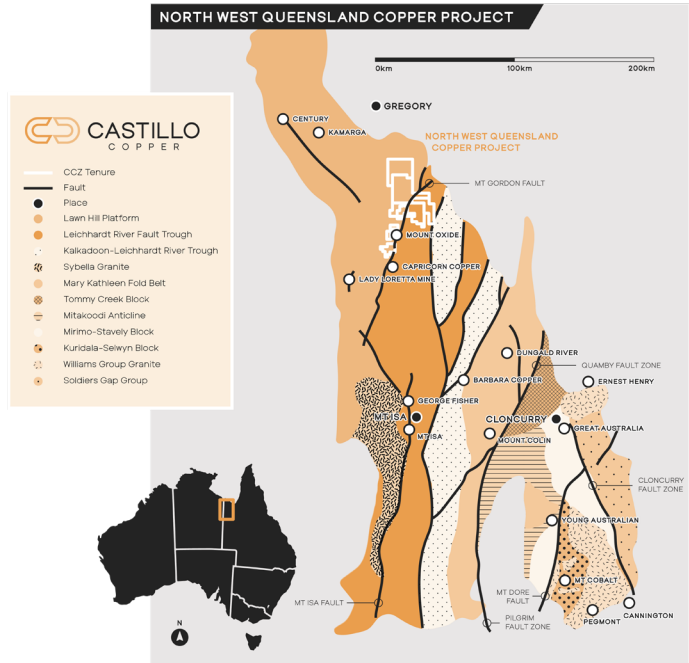 NORTH WEST QUEENSLAND COPPER PROJECT
0km
100km
200km
GREGORY
CENTURY
KAMARGA
NORTH WEST QUEENSLAND
COPPER PROJECT
CASTILLO
COPPER
CCZ Tenure
Fault
Place
Lawn Hill Platform
Leichhardt River Fault Trough
Kalkadoon-Leichhardt River Trough
Sybella Granite
Mary Kathleen Fold Belt
Tommy Creek Block
Mitakoodi Anticline
Mirimo-Stavely Block
Kuridala-Selwyn Block
Williams Group Granite
Soldiers Gap Group
MT GORDON FAULT
MOUNT OXIDE
CAPRICORN COPPER
LADY LORETTA MINE
DUNGALD RIVER
QUAMBY FAULT ZONE
BARBARA COPPER
ERNEST HENRY
GEORGE FISHER
MT ISA
CLONCURRY
GREAT AUSTRALIA
MT ISA
MOUNT COLIN
CLONCURRY
FAULT ZONE
YOUNG AUSTRALIAN
MT COBALT
MT DORE
FAULT
MT ISA FAULT
PILGRIM
FAULT ZONE
PEGMONT
CANNINGTON
N